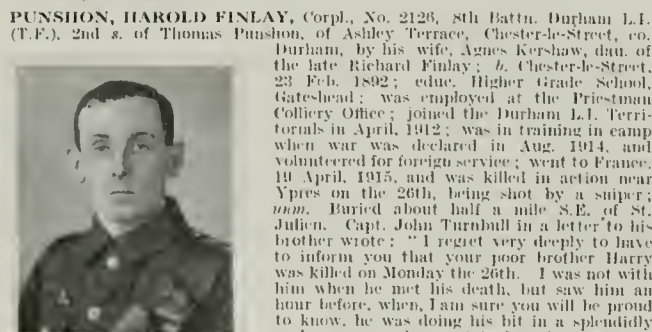 PUNSHON, HAROLD FINLAY, Corpl., No. 2126, 8th Battn. Durham L.I.
(T.F.), 2nd s. of Thomas Punshon, of Ashley Terrace, Chester-le-Street, co.
Durham, by his wife, Agnes Kershaw, dau. of
the late Richard Finlay; b. Chester-le-Street,
23 Feb. 1892; educ. Higher Grade School,
Gateshead; was employed at the Priestman
Colliery Office; joined the Durham L.I. Terri-
torials in April, 1912; was in training in camp
when war was declared in Aug. 1914, and
volunteered for foreign service; went to France,
19 April, 1915, and was killed in action near
Ypres on the 26th, being shot by a sniper;
unm. Buried about half a mile S.E. of St.
Julien. Capt. John Turnbull in a letter to his
brother wrote: "I regret very deeply to have
to inform you that your poor brother Harry
was killed on Monday the 26th. I was not with
him when he met his death, but saw him an
hour before, when, I am sure you will be proud
to know, he was doing his bit in a splendidly